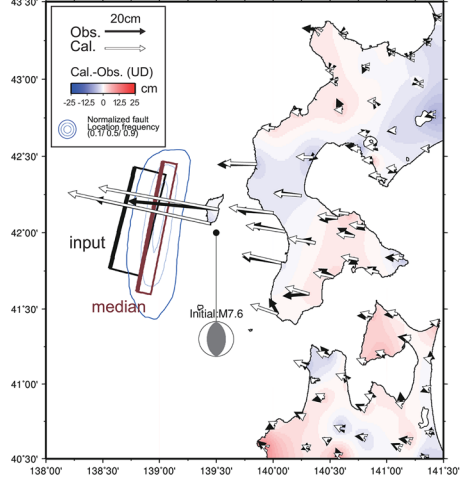 43˚30'
43˚00'
42˚30'
42˚00'
41˚30'
41˚00'
40˚30'
138˚00'
138˚30'
139˚00'
139˚30'
140˚00'
140˚30'
141˚00'
141˚30'
20cm
Obs.
Cal.
Cal.-Obs. (UD)
-25 -12.5 0 12.5 25
cm
Normalized fault
Location frequency
(0.1/ 0.5/ 0.9)
input
median
Initial:M7.6